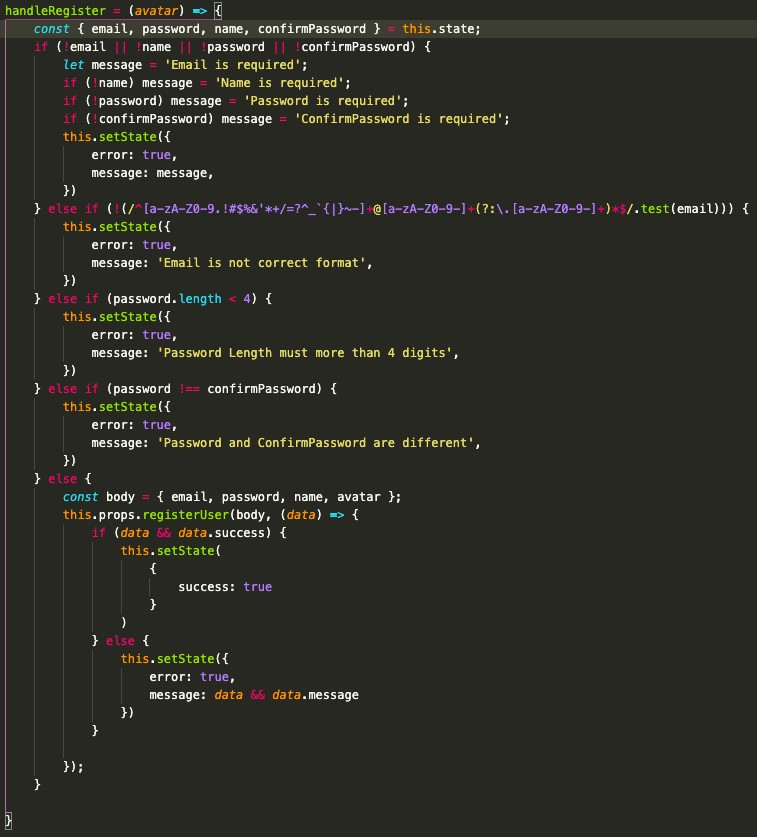 handleRegister = (avatar) => {
    const { email, password, name, confirmPassword } = this.state;
    if (!email || !name || !password || !confirmPassword) {
        let message = 'Email is required';
        if (!name) message = 'Name is required';
        if (!password) message = 'Password is required';
        if (!confirmPassword) message = 'ConfirmPassword is required';
        this.setState({
            error: true,
            message: message,
        })
    } else if (!(/^[a-zA-Z0-9.!#$%&'*+/=?^_`{|}~-]+@[a-zA-Z0-9-]+(?:\.[a-zA-Z0-9-]+)*$/.test(email))) {
        this.setState({
            error: true,
            message: 'Email is not correct format',
        })
    } else if (password.length < 4) {
        this.setState({
            error: true,
            message: 'Password Length must more than 4 digits',
        })
    } else if (password !== confirmPassword) {
        this.setState({
            error: true,
            message: 'Password and ConfirmPassword are different',
        })
    } else {
        const body = { email, password, name, avatar };
        this.props.registerUser(body, (data) => {
            if (data && data.success) {
                this.setState(
                    {
                        success: true
                    }
                )
            } else {
                this.setState({
                    error: true,
                    message: data && data.message
                })
            }

        });
    }

}